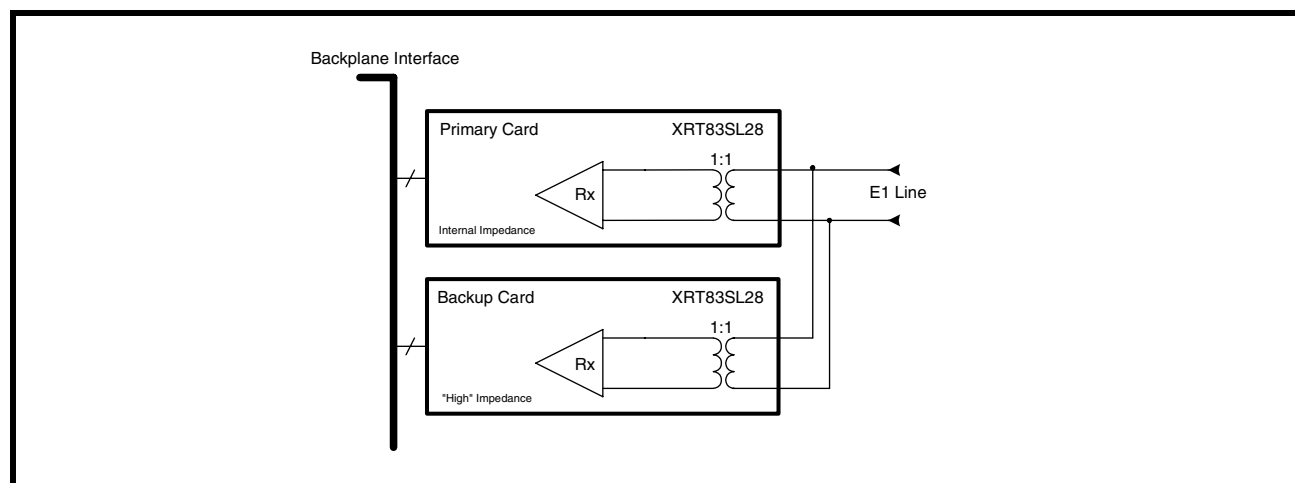 Backplane Interface
Primary Card XRT83SL28
1:1
Rx
E1 Line
Internal Impedance
Backup Card XRT83SL28
1:1
Rx
"High" Impedance